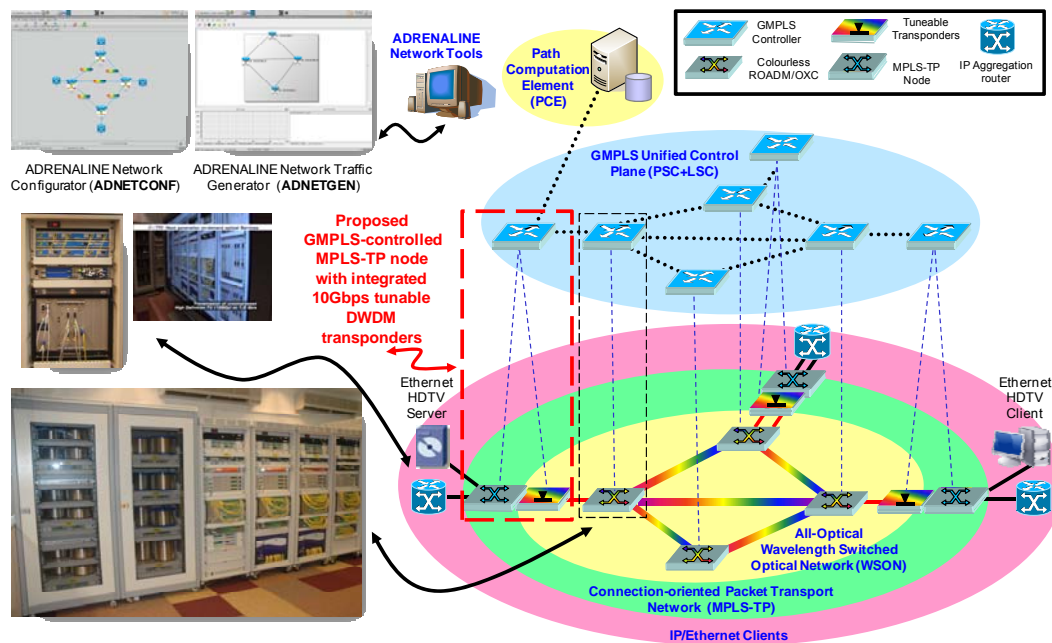 ADRENALINE
Network Tools
Path
Computation
Element
(PCE)
GMPLS
Controller
Tuneable
Transponders
Colourless
ROADM/OXC
MPLS-TP
Node
IP Aggregation
router
ADRENALINE Network
Configurator (ADNETCONF)
ADRENALINE Network Traffic
Generator (ADNETGEN)
GMPLS Unified Control
Plane (PSC+LSC)
Proposed
GMPLS-controlled
MPLS-TP node
with integrated
10Gbps tunable
DWDM
transponders
Ethernet
HDTV
Server
Ethernet
HDTV
Client
All-Optical
Wavelength Switched
Optical Network (WSON)
Connection-oriented Packet Transport
Network (MPLS-TP)
IP/Ethernet Clients